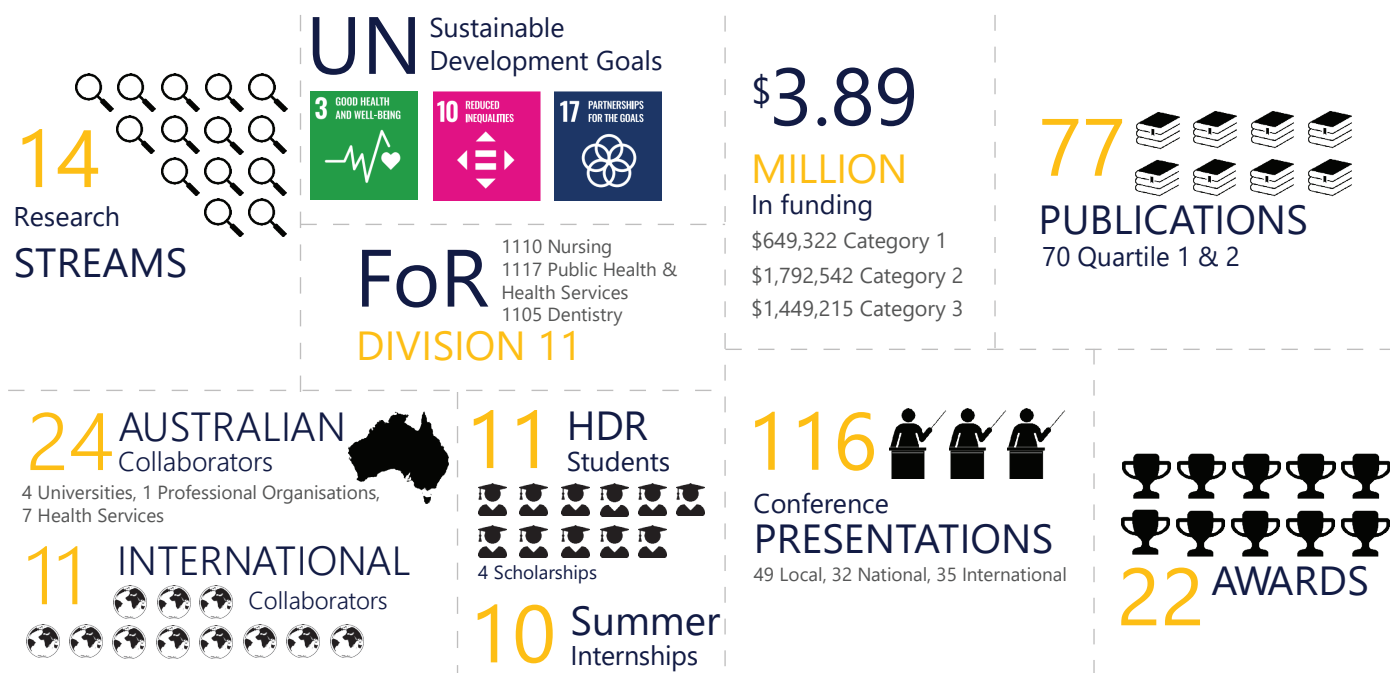 14
Research
STREAMS
UN Sustainable
Development Goals
3 GOOD HEALTH
AND WELL-BEING
10 REDUCED
INEQUALITIES
17 PARTNERSHIPS
FOR THE GOALS
FoR
1110 Nursing
1117 Public Health &
Health Services
1105 Dentistry
DIVISION 11
$3.89
MILLION
In funding
$649,322 Category 1
$1,792,542 Category 2
$1,449,215 Category 3
77
PUBLICATIONS
70 Quartile 1 & 2
24 AUSTRALIAN
Collaborators
4 Universities, 1 Professional Organisations,
7 Health Services
11 INTERNATIONAL
Collaborators
11 HDR
Students
4 Scholarships
10 Summer
Internships
116
Conference
PRESENTATIONS
49 Local, 32 National, 35 International
22 AWARDS